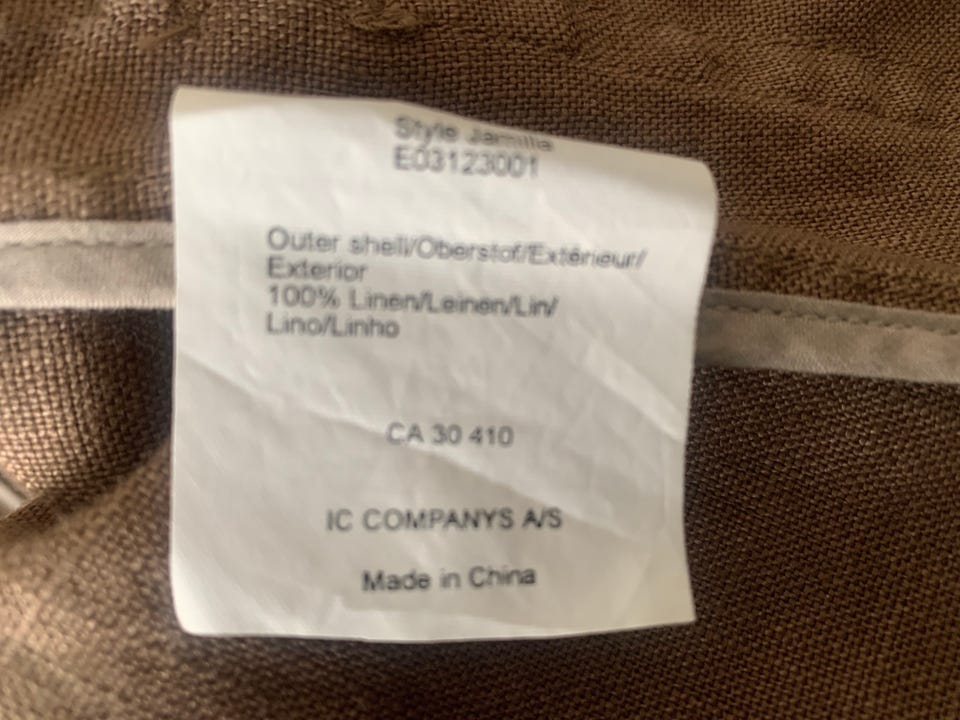 Style Jamilla
E03123001
Outer shell/Oberstof/Extérieur/
Exterior
100% Linen/Leinen/Lin/
Lino/Linho
CA 30 410
IC COMPANYS A/S
Made in China